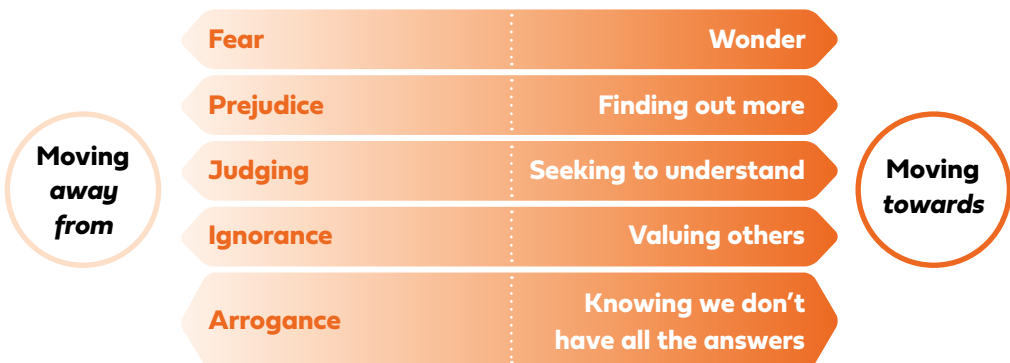 Moving
away
from
Fear
Wonder
Prejudice
Finding out more
Judging
Seeking to understand
Ignorance
Valuing others
Arrogance
Knowing we don’t
have all the answers
Moving
towards